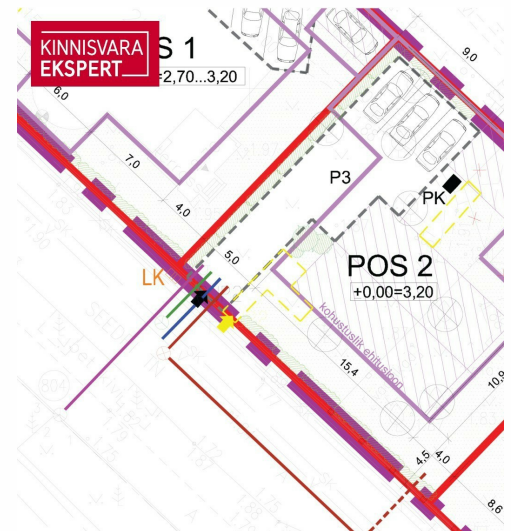 KINNISVARA
EKSPERT
S 1
=2,70...3,20
9,0
6,0
7,0
P3
PK
4,0
5,0
LK
POS 2
+0,00=3,20
kohustuslik ehitusjoon
15,4
10,9
4,5
4,0
8,6